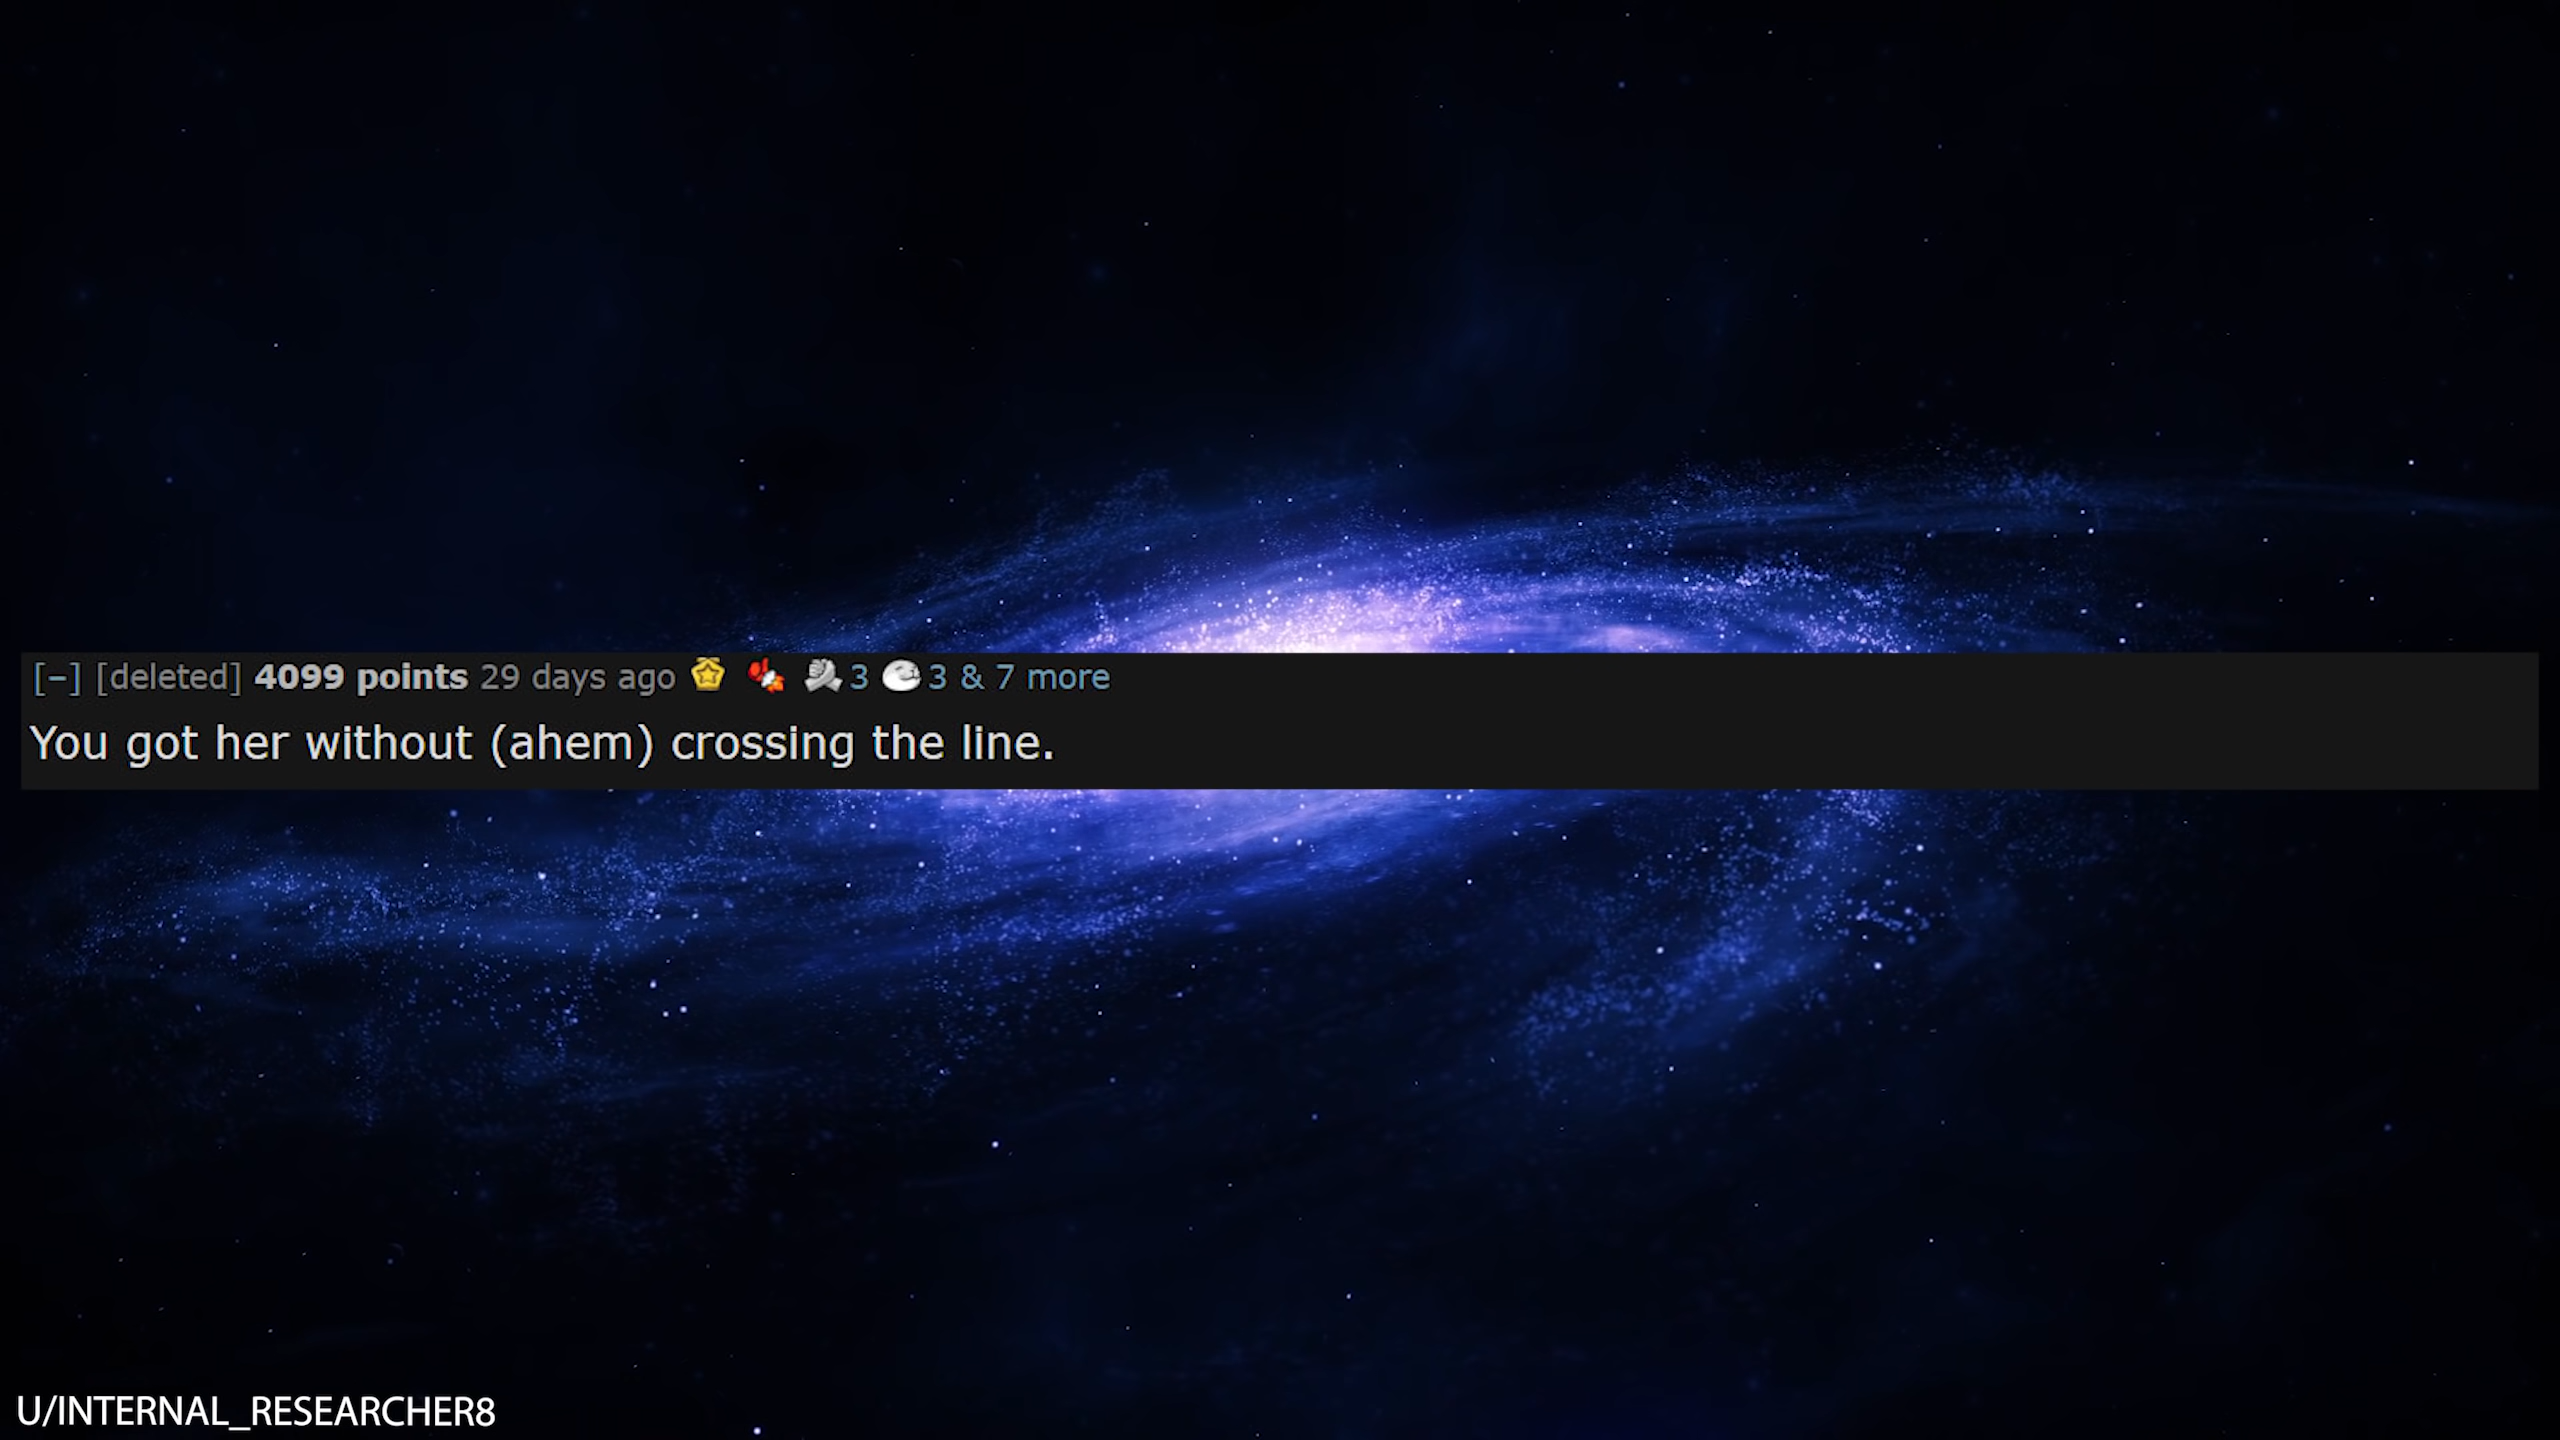 [–] [deleted] 4099 points 29 days ago 3 3 & 7 more
You got her without (ahem) crossing the line.
U/INTERNAL_RESEARCHER8